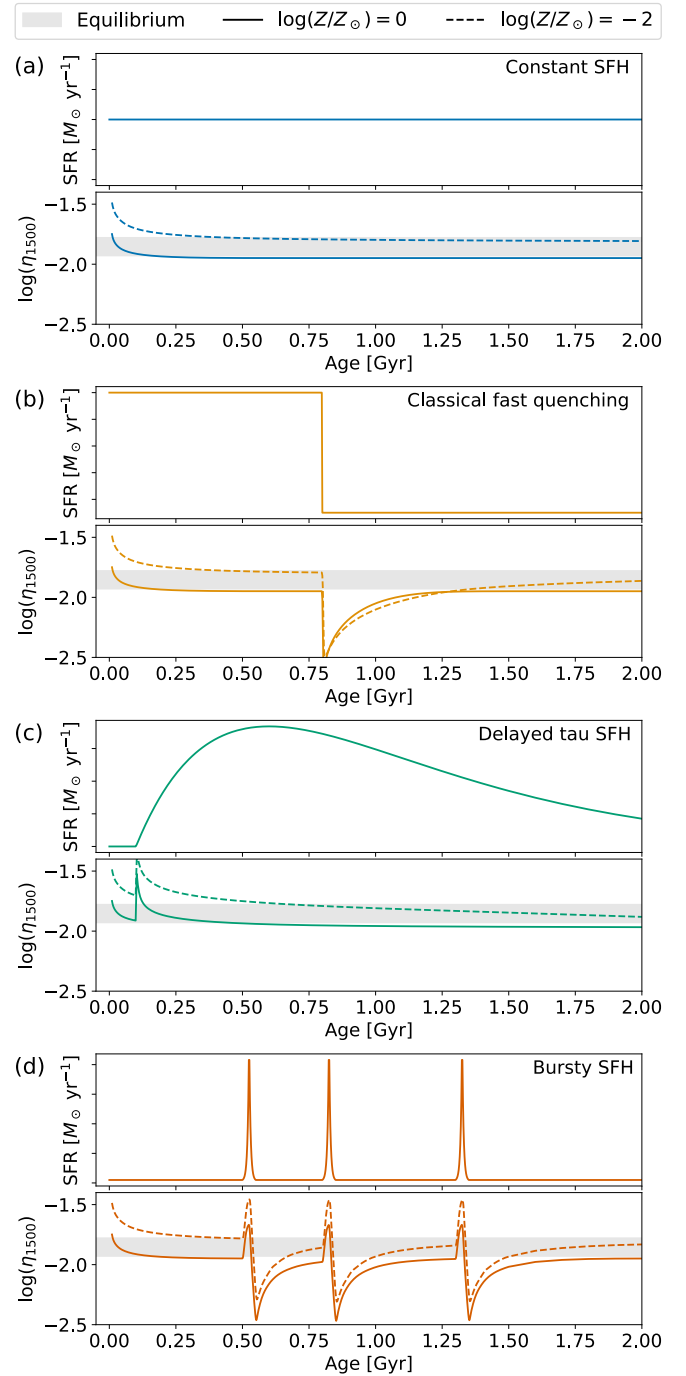 Equilibrium log(Z/Z⊙) = 0 log(Z/Z⊙) = −2
(a)
Constant SFH
SFR [M⊙ yr−1]
−1.5
−2.0
−2.5
log(η1500)
0.00 0.25 0.50 0.75 1.00 1.25 1.50 1.75 2.00
Age [Gyr]
(b)
Classical fast quenching
SFR [M⊙ yr−1]
−1.5
−2.0
−2.5
log(η1500)
0.00 0.25 0.50 0.75 1.00 1.25 1.50 1.75 2.00
Age [Gyr]
(c)
Delayed tau SFH
SFR [M⊙ yr−1]
−1.5
−2.0
−2.5
log(η1500)
0.00 0.25 0.50 0.75 1.00 1.25 1.50 1.75 2.00
Age [Gyr]
(d)
Bursty SFH
SFR [M⊙ yr−1]
−1.5
−2.0
−2.5
log(η1500)
0.00 0.25 0.50 0.75 1.00 1.25 1.50 1.75 2.00
Age [Gyr]